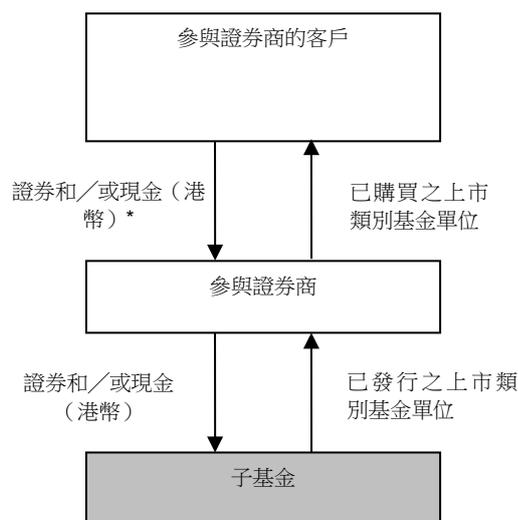 參與證券商的客戶
證券和／或現金（港
幣）*
已購買之上市
類別基金單位
參與證券商
證券和／或現金
（港幣）
已發行之上市類
別基金單位
子基金